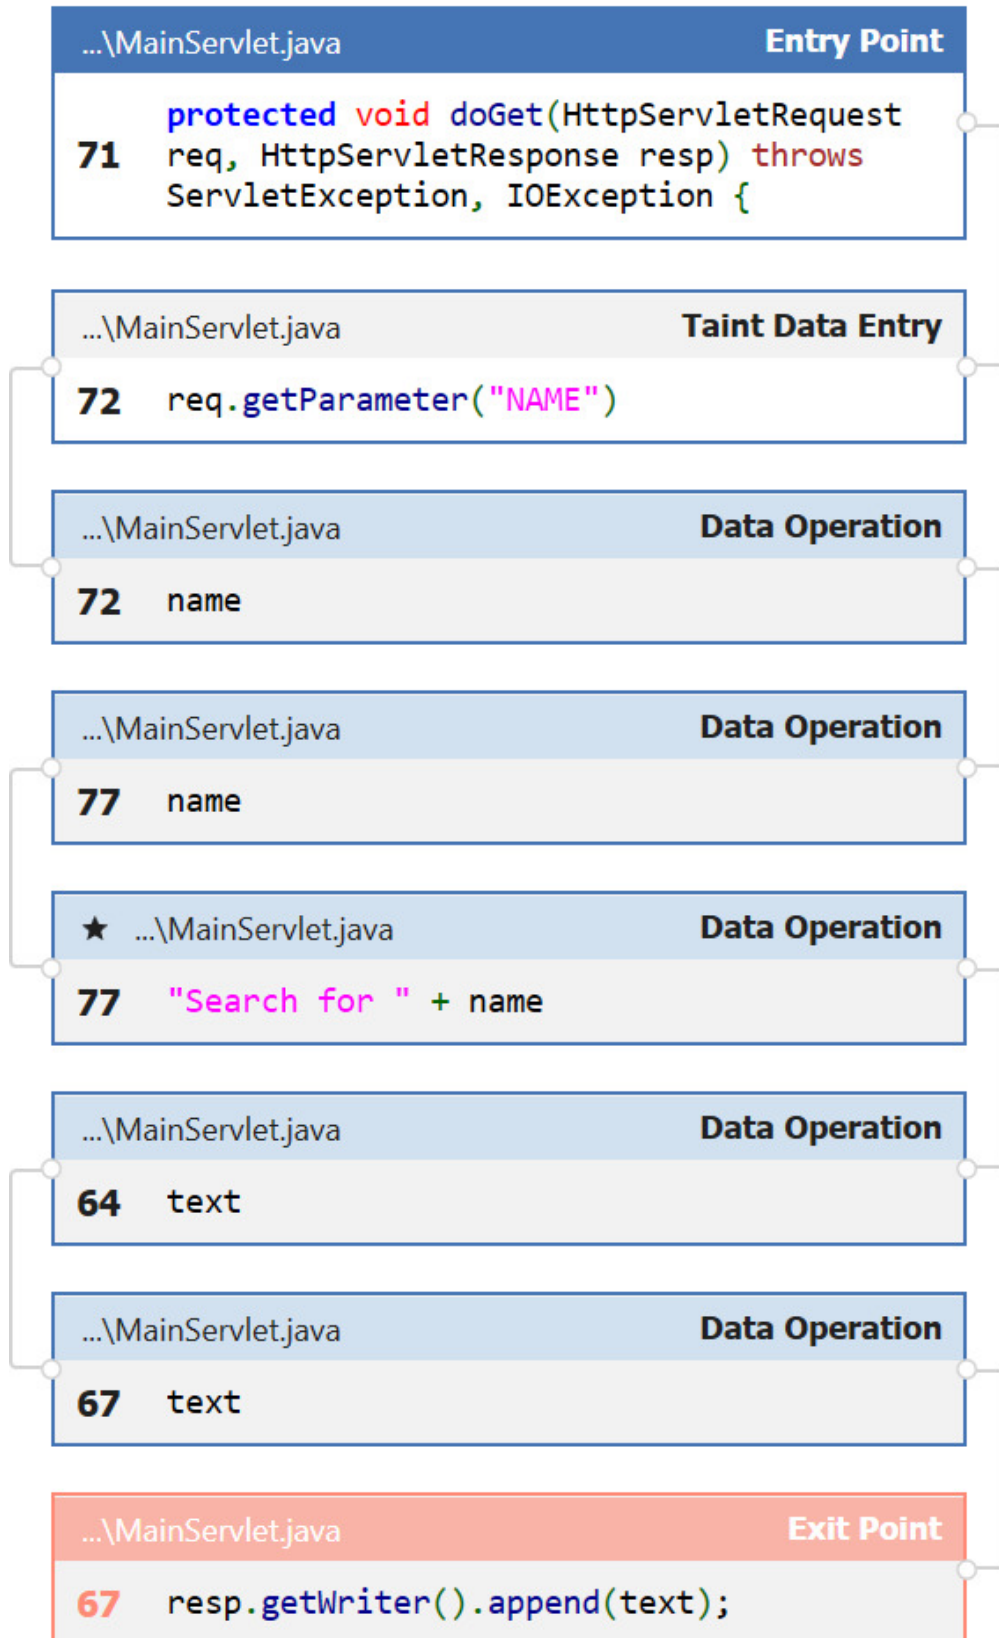 ...\MainServlet.java Entry Point
protected void doGet(HttpServletRequest
71 req, HttpServletResponse resp) throws
ServletException, IOException {
...\MainServlet.java Taint Data Entry
72 req.getParameter("NAME")
...\MainServlet.java Data Operation
72 name
...\MainServlet.java Data Operation
77 name
★ ...\MainServlet.java Data Operation
77 "Search for " + name
...\MainServlet.java Data Operation
64 text
...\MainServlet.java Data Operation
67 text
...\MainServlet.java Exit Point
67 resp.getWriter().append(text);